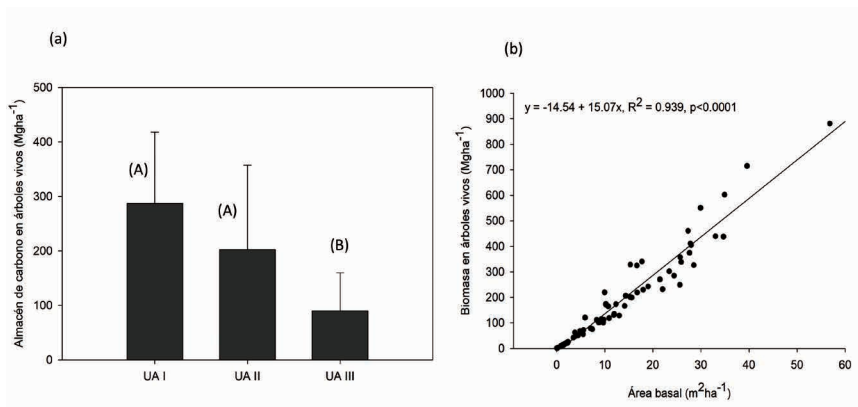 (a)
Almacén de carbono en árboles vivos (Mgha-1)
500
400
300
200
100
0
(A)
(A)
(B)
UA I
UA II
UA III
(b)
Biomasa en árboles vivos (Mgha-1)
1000
900
800
700
600
500
400
300
200
100
0
y = -14.54 + 15.07x, R2 = 0.939, p<0.0001
0 10 20 30 40 50 60
Área basal (m2ha-1)